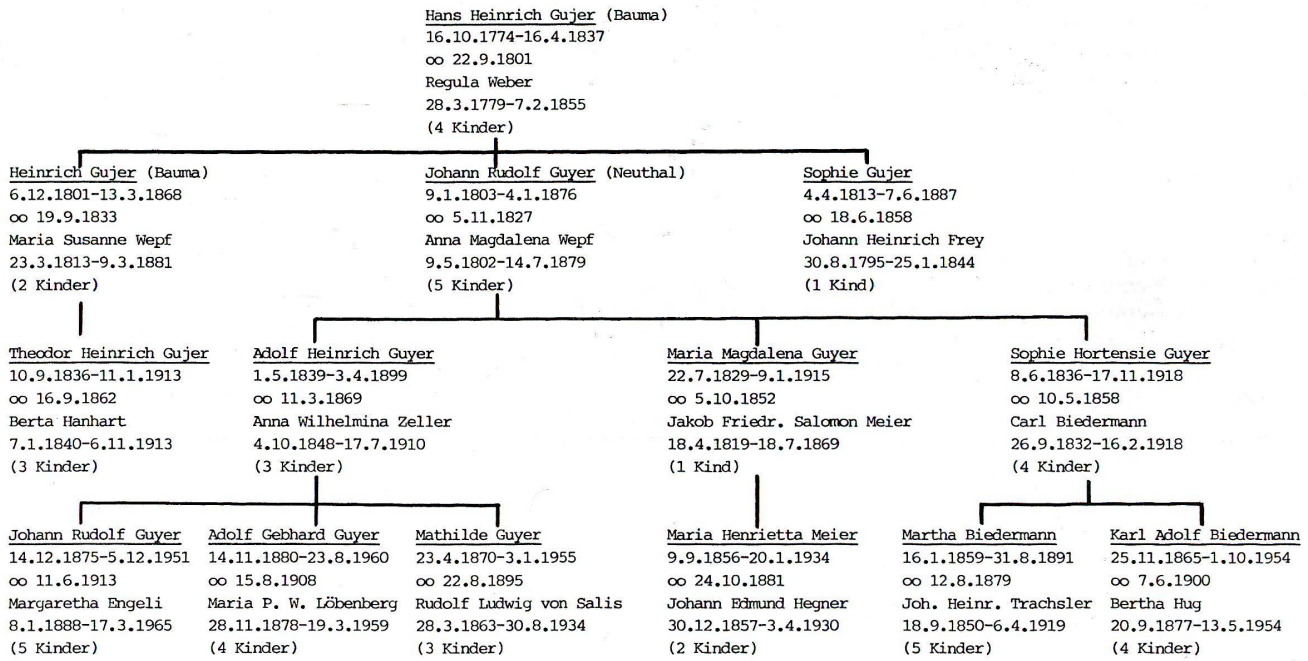 Hans Heinrich Gujer (Bauma)
16.10.1774-16.4.1837
∞ 22.9.1801
Regula Weber
28.3.1779-7.2.1855
(4 Kinder)
Heinrich Gujer (Bauma)
6.12.1801-13.3.1868
∞ 19.9.1833
Maria Susanne Wepf
23.3.1813-9.3.1881
(2 Kinder)
Johann Rudolf Guyer (Neuthal)
9.1.1803-4.1.1876
∞ 5.11.1827
Anna Magdalena Wepf
9.5.1802-14.7.1879
(5 Kinder)
Sophie Gujer
4.4.1813-7.6.1887
∞ 18.6.1858
Johann Heinrich Frey
30.8.1795-25.1.1844
(1 Kind)
Theodor Heinrich Gujer
10.9.1836-11.1.1913
∞ 16.9.1862
Berta Hanhart
7.1.1840-6.11.1913
(3 Kinder)
Adolf Heinrich Guyer
1.5.1839-3.4.1899
∞ 11.3.1869
Anna Wilhelmina Zeller
4.10.1848-17.7.1910
(3 Kinder)
Maria Magdalena Guyer
22.7.1829-9.1.1915
∞ 5.10.1852
Jakob Friedr. Salomon Meier
18.4.1819-18.7.1869
(1 Kind)
Sophie Hortensie Guyer
8.6.1836-17.11.1918
∞ 10.5.1858
Carl Biedermann
26.9.1832-16.2.1918
(4 Kinder)
Johann Rudolf Guyer
14.12.1875-5.12.1951
∞ 11.6.1913
Margaretha Engeli
8.1.1888-17.3.1965
(5 Kinder)
Adolf Gebhard Guyer
14.11.1880-23.8.1960
∞ 15.8.1908
Maria P. W. Löbenberg
28.11.1878-19.3.1959
(4 Kinder)
Mathilde Guyer
23.4.1870-3.1.1955
∞ 22.8.1895
Rudolf Ludwig von Salis
28.3.1863-30.8.1934
(3 Kinder)
Maria Henrietta Meier
9.9.1856-20.1.1934
∞ 24.10.1881
Johann Edmund Hegner
30.12.1857-3.4.1930
(2 Kinder)
Martha Biedermann
16.1.1859-31.8.1891
∞ 12.8.1879
Joh. Heinr. Trachsler
18.9.1850-6.4.1919
(5 Kinder)
Karl Adolf Biedermann
25.11.1865-1.10.1954
∞ 7.6.1900
Bertha Hug
20.9.1877-13.5.1954
(4 Kinder)